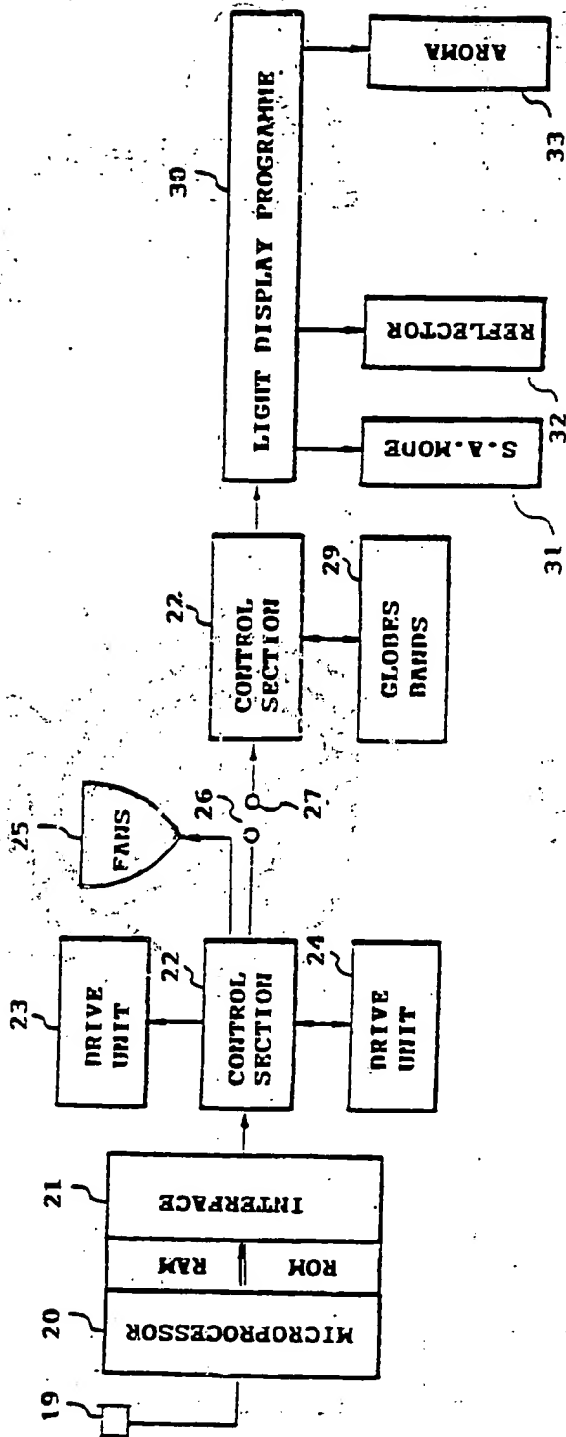 19
20
MICROPROCESSOR
RAM
ROM
21
INTERFACE
22
CONTROL
SECTION
23
DRIVE
UNIT
24
DRIVE
UNIT
25
FANS
26
27
22
CONTROL
SECTION
29
GLOBES
BANDS
30
LIGHT DISPLAY PROGRAMME
S.A.MODE
31
REFLECTOR
32
AROMA
33